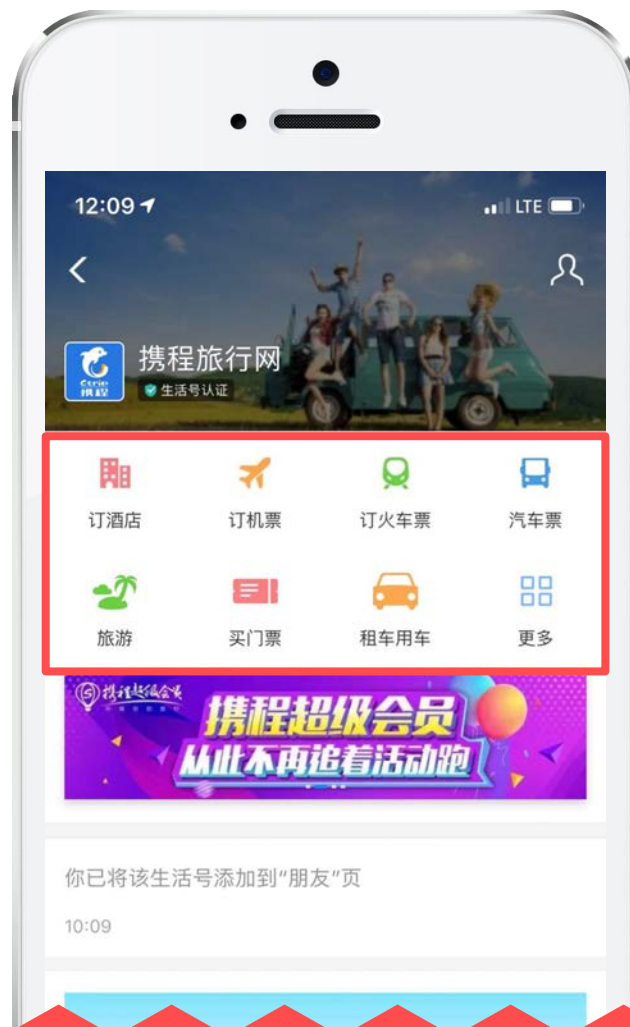 12:09
LTE
携程旅行网
Ctrip
携程
生活号认证
订酒店 订机票 订火车票 汽车票
旅游 买门票 租车用车 更多
携程超级会员
携程超级会员
从此不再追着活动跑
你已将该生活号添加到“朋友”页
10:09